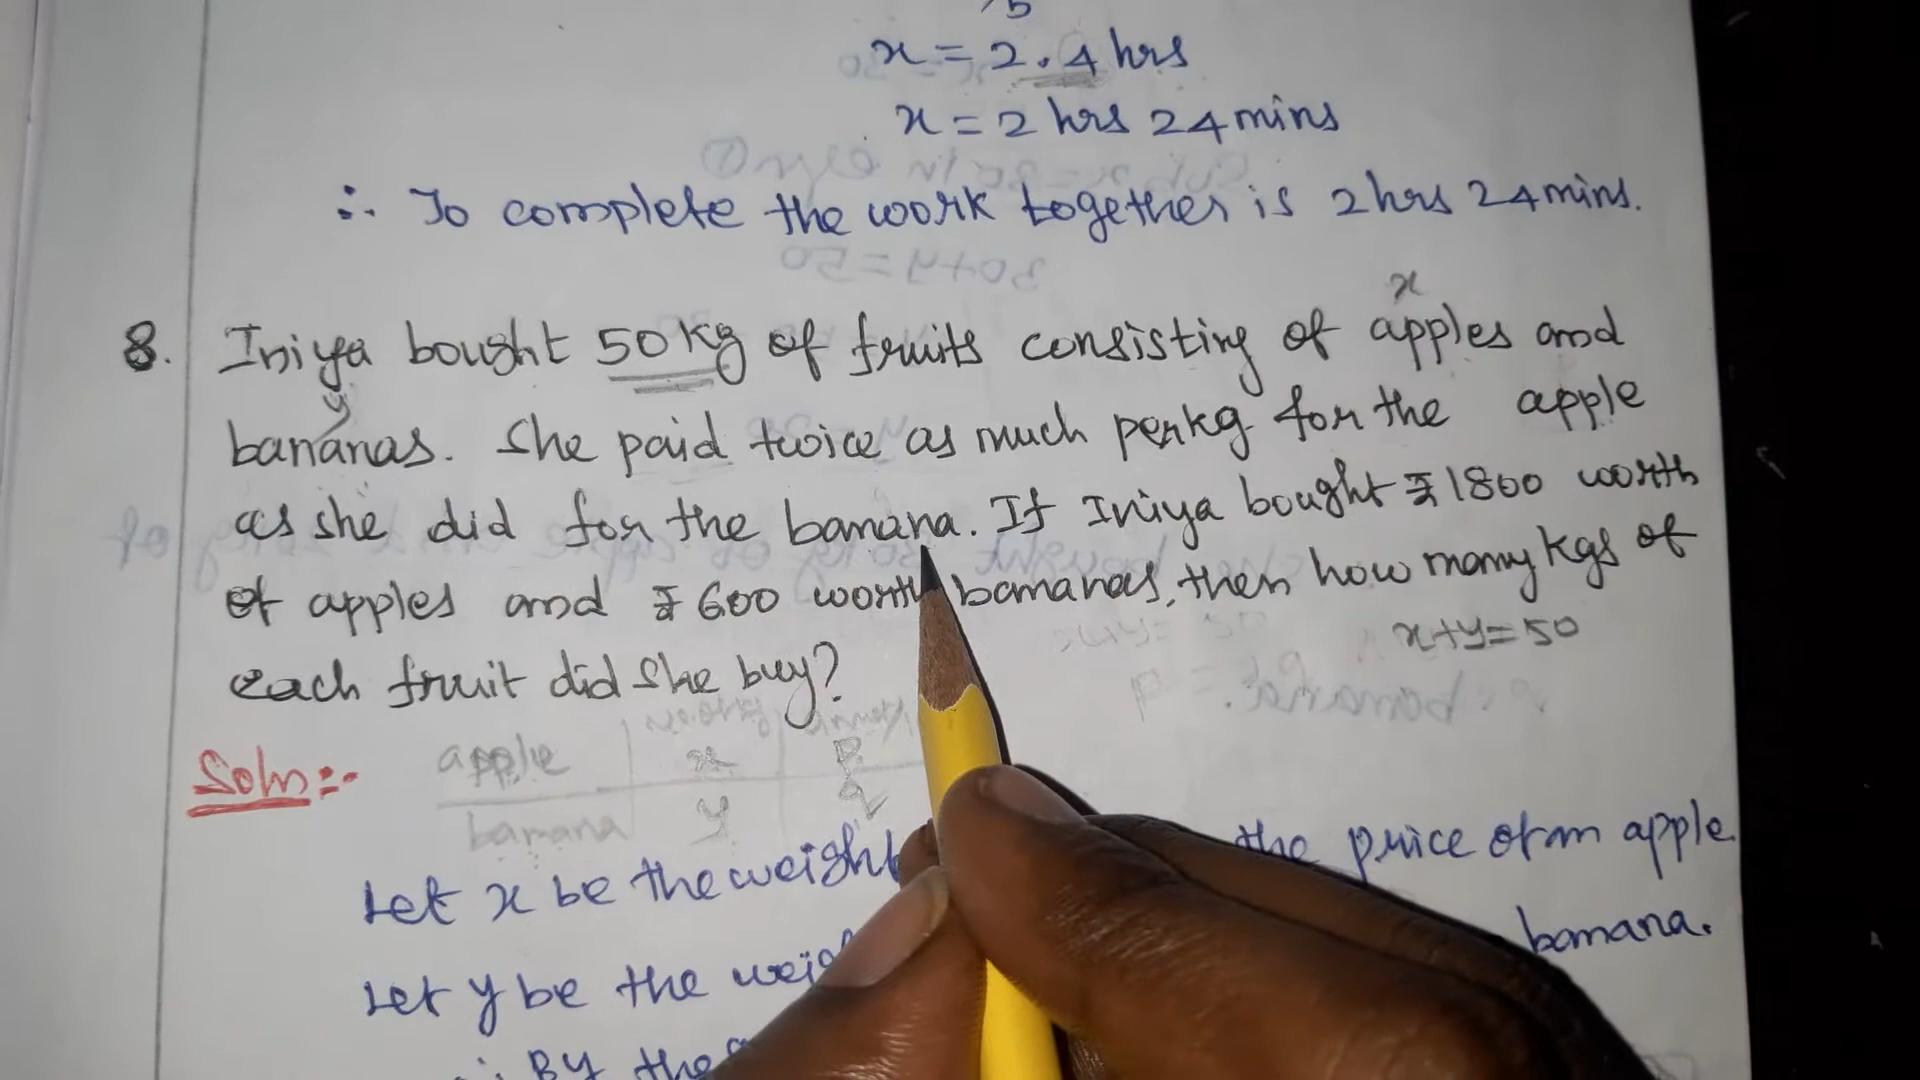 x = 2.4 hrs
x = 2 hrs 24 mins
∴ To complete the work together is 2 hrs 24 mins.
x
8. Iniya bought 50 kg of fruits consisting of apples and
y
bananas. She paid twice as much per kg for the apple
as she did for the banana. If Iniya bought ₹ 1800 worth
of apples and ₹ 600 worth bananas, then how many kgs of
x+y=50
each fruit did she buy?
Soln:-
apple x p
banana y q
Let x be the weight the price of an apple
Let y be the banana.
∴ By the